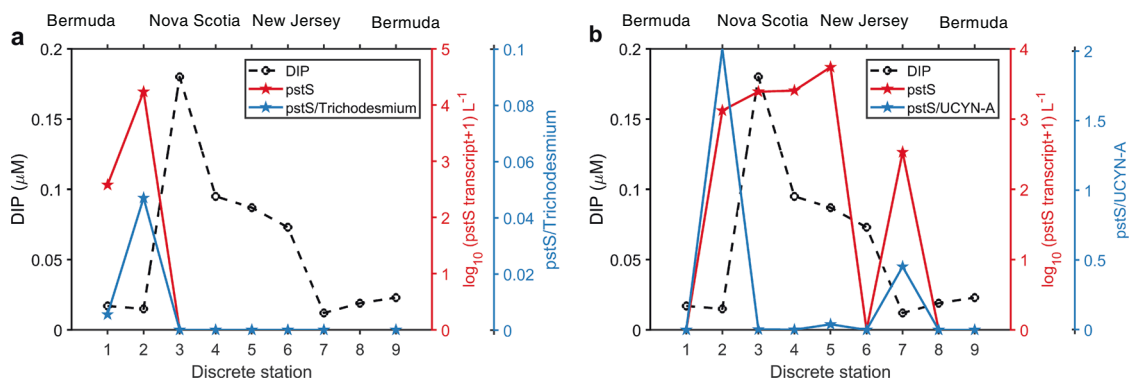 Bermuda Nova Scotia New Jersey Bermuda
a
0.2 5 0.1
DIP
pstS
pstS/Trichodesmium
4 0.08
0.15
3 0.06
DIP (μM) 0.1 log10 (pstS transcript+1) L-1 pstS/Trichodesmium
2 0.04
0.05
1 0.02
0 0 0
1 2 3 4 5 6 7 8 9
Discrete station
Bermuda Nova Scotia New Jersey Bermuda
b
0.2 4 2
DIP
pstS
pstS/UCYN-A
0.15 3 1.5
DIP (μM) 0.1 2 log10 (pstS transcript+1) L-1 1 pstS/UCYN-A
0.05 1 0.5
0 0 0
1 2 3 4 5 6 7 8 9
Discrete station